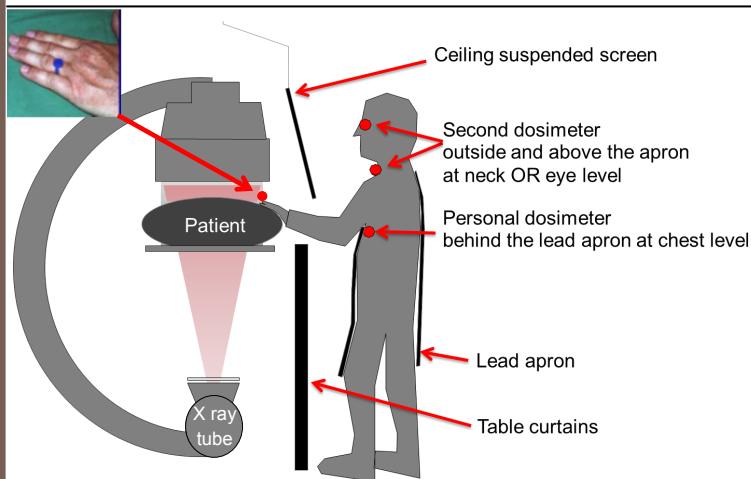 Ceiling suspended screen
Second dosimeter
outside and above the apron
at neck OR eye level
Personal dosimeter
behind the lead apron at chest level
Patient
Lead apron
X ray
tube
Table curtains